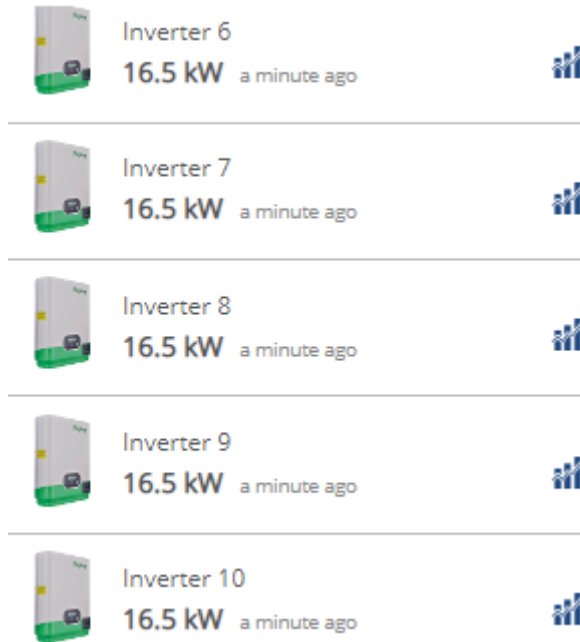 Inverter 6
16.5 kW a minute ago
Inverter 7
16.5 kW a minute ago
Inverter 8
16.5 kW a minute ago
Inverter 9
16.5 kW a minute ago
Inverter 10
16.5 kW a minute ago